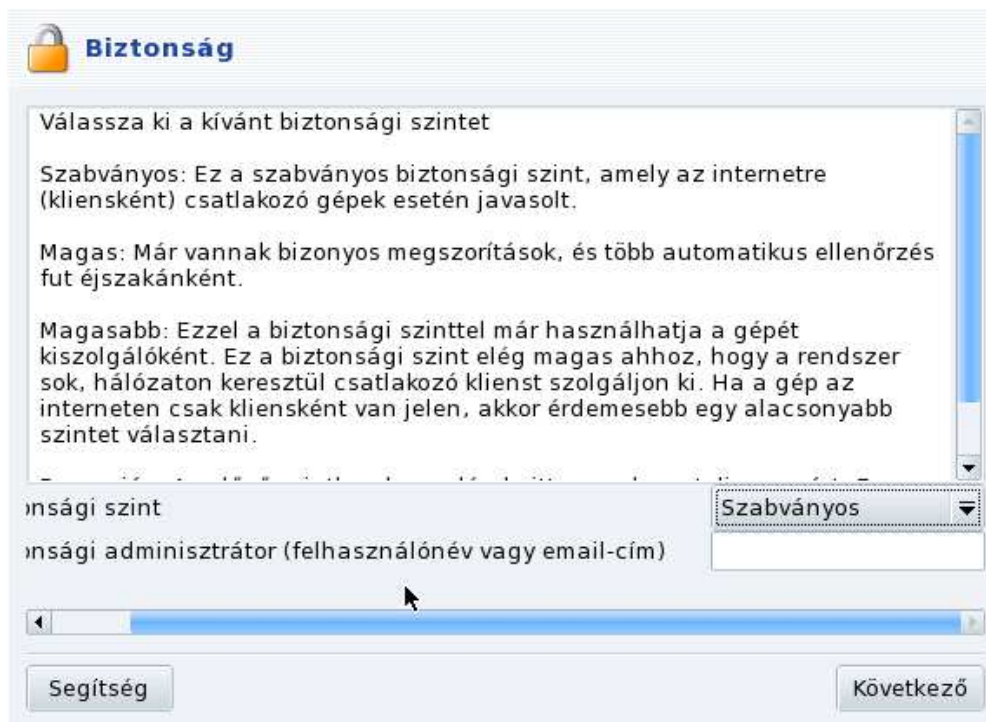 Biztonság
Válassza ki a kívánt biztonsági szintet
Szabványos: Ez a szabványos biztonsági szint, amely az internetre
(kliensként) csatlakozó gépek esetén javasolt.
Magas: Már vannak bizonyos megszorítások, és több automatikus ellenőrzés
fut éjszakánként.
Magasabb: Ezzel a biztonsági szinttel már használhatja a gépét
kiszolgálóként. Ez a biztonsági szint elég magas ahhoz, hogy a rendszer
sok, hálózaton keresztül csatlakozó klienst szolgáljon ki. Ha a gép az
interneten csak kliensként van jelen, akkor érdemesebb egy alacsonyabb
szintet választani.
onsági szint Szabványos
onsági adminisztrátor (felhasználónév vagy email-cím)
Segítség Következő